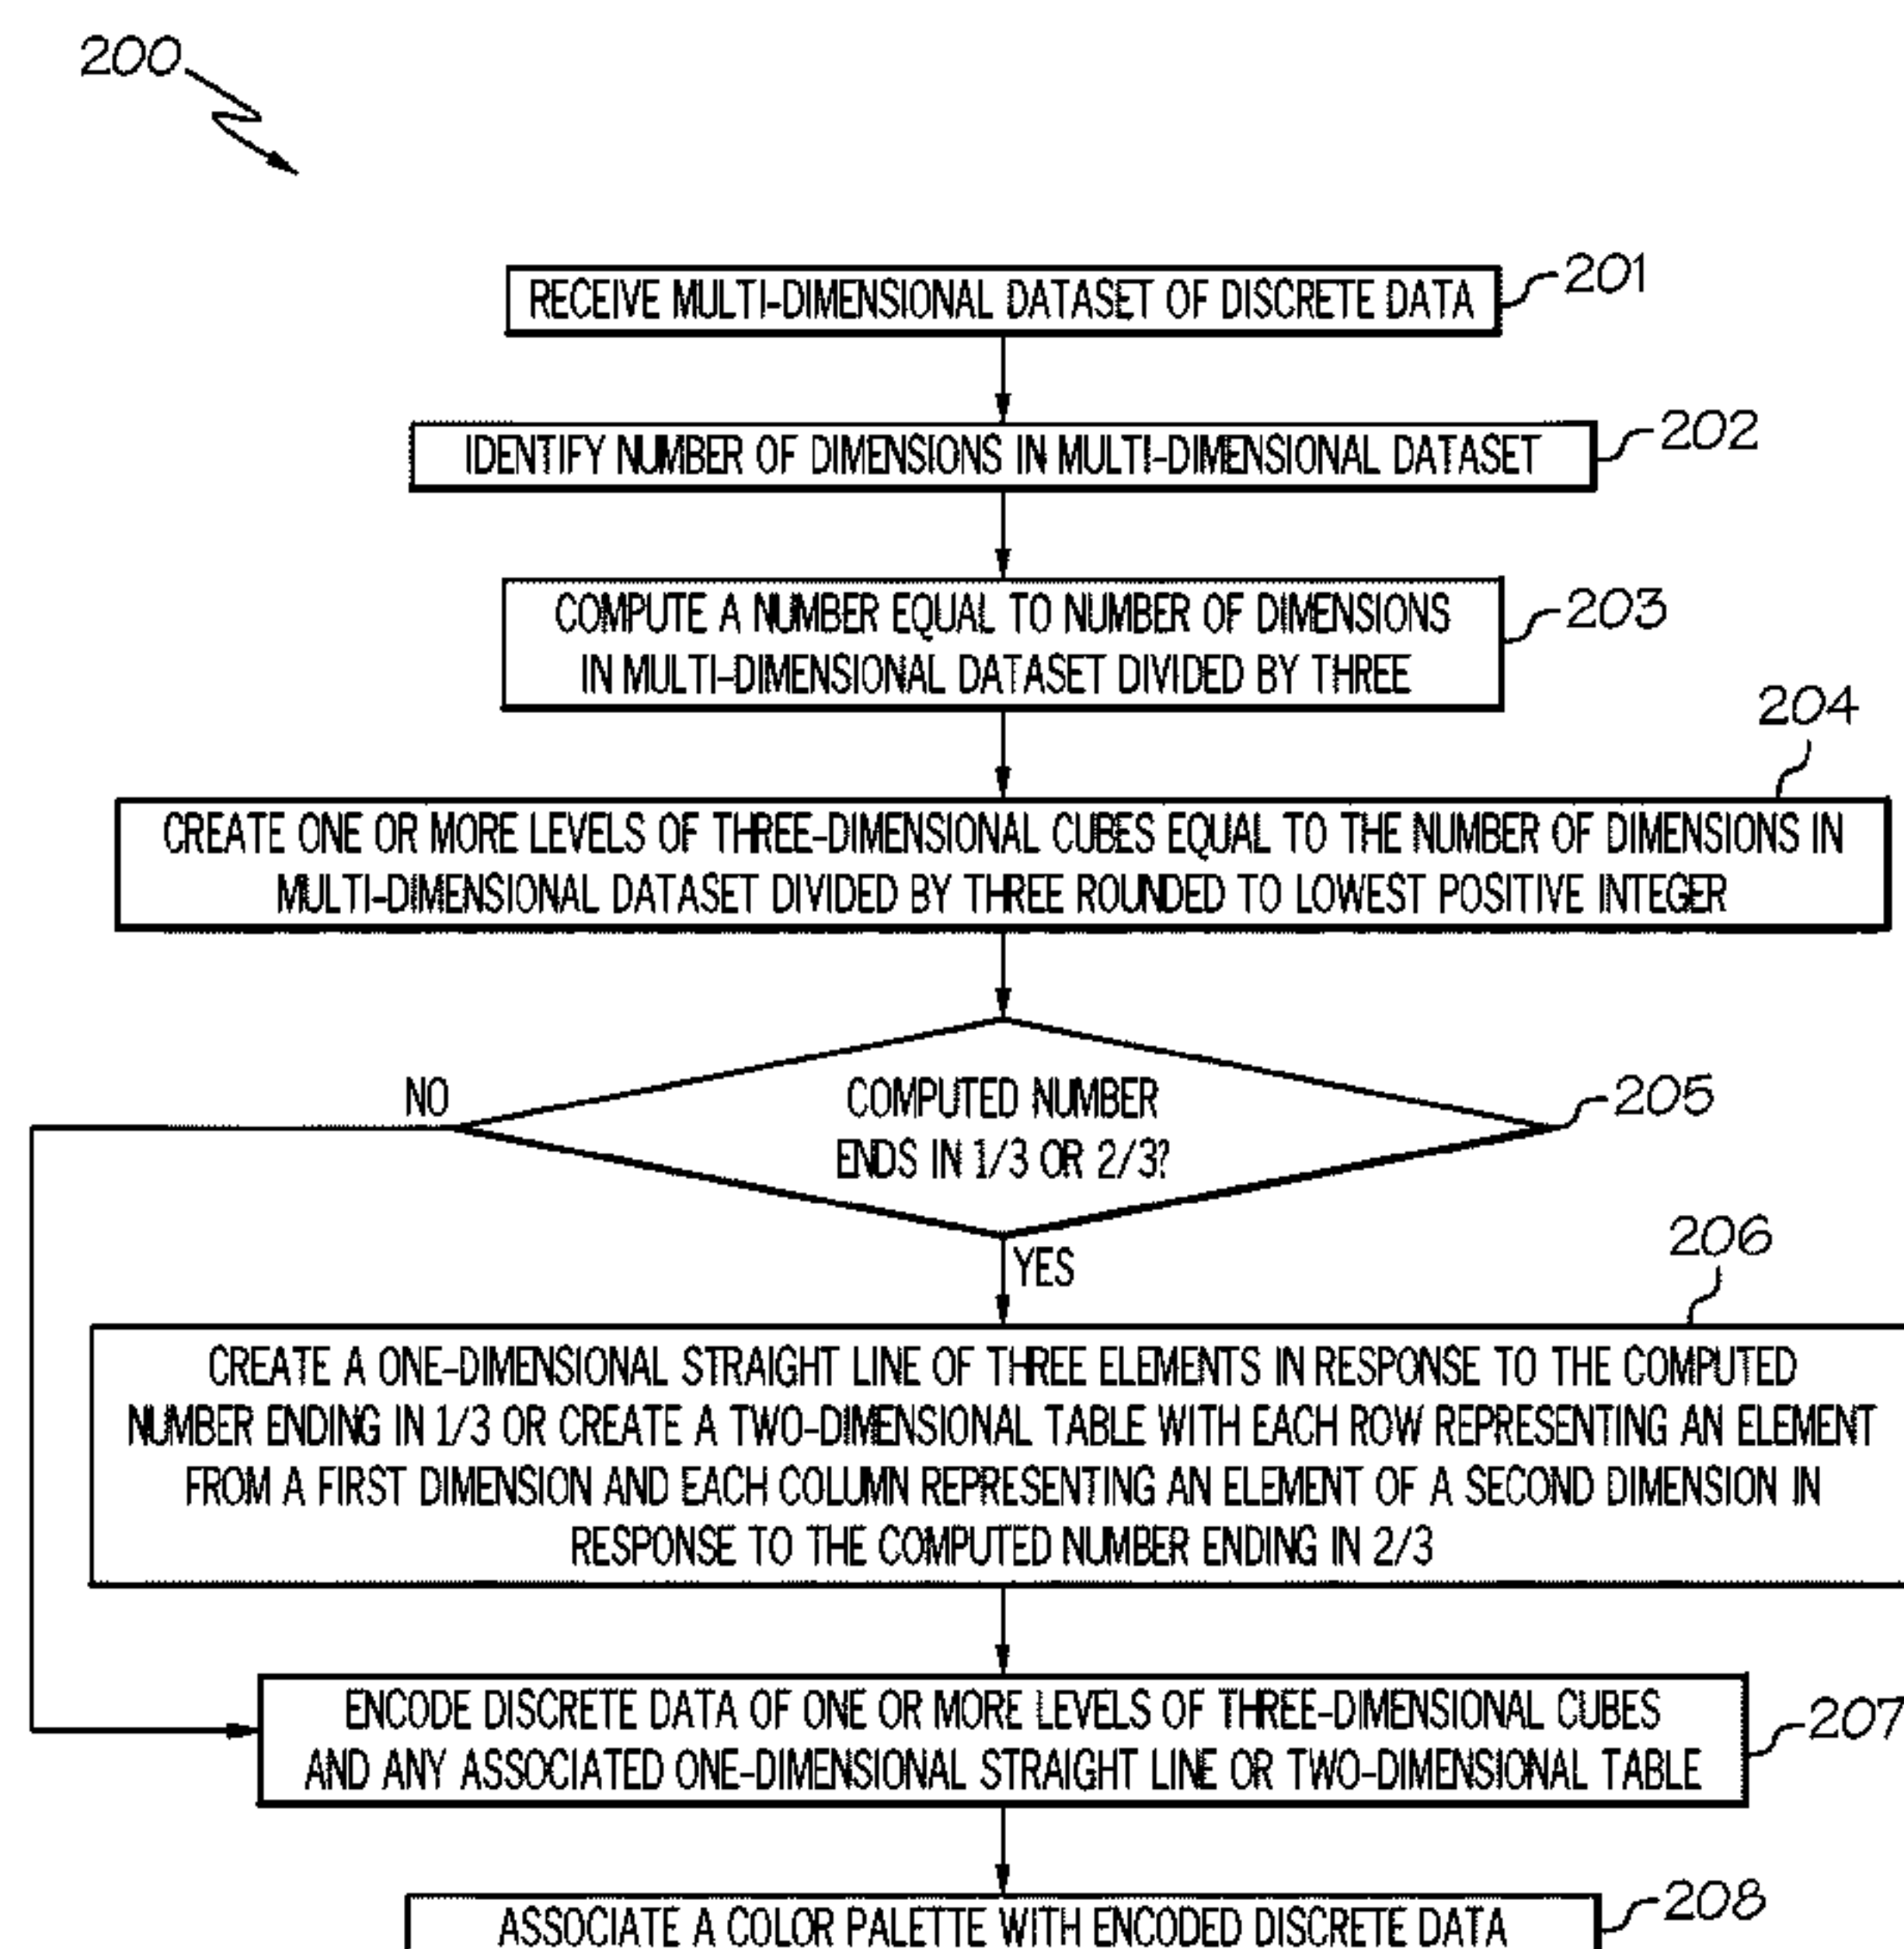 200
RECEIVE MULTI-DIMENSIONAL DATASET OF DISCRETE DATA
201
IDENTIFY NUMBER OF DIMENSIONS IN MULTI-DIMENSIONAL DATASET
202
COMPUTE A NUMBER EQUAL TO NUMBER OF DIMENSIONS
IN MULTI-DIMENSIONAL DATASET DIVIDED BY THREE
203
204
CREATE ONE OR MORE LEVELS OF THREE-DIMENSIONAL CUBES EQUAL TO THE NUMBER OF DIMENSIONS IN
MULTI-DIMENSIONAL DATASET DIVIDED BY THREE ROUNDED TO LOWEST POSITIVE INTEGER
NO
COMPUTED NUMBER
ENDS IN 1/3 OR 2/3?
205
YES
206
CREATE A ONE-DIMENSIONAL STRAIGHT LINE OF THREE ELEMENTS IN RESPONSE TO THE COMPUTED
NUMBER ENDING IN 1/3 OR CREATE A TWO-DIMENSIONAL TABLE WITH EACH ROW REPRESENTING AN ELEMENT
FROM A FIRST DIMENSION AND EACH COLUMN REPRESENTING AN ELEMENT OF A SECOND DIMENSION IN
RESPONSE TO THE COMPUTED NUMBER ENDING IN 2/3
ENCODE DISCRETE DATA OF ONE OR MORE LEVELS OF THREE-DIMENSIONAL CUBES
AND ANY ASSOCIATED ONE-DIMENSIONAL STRAIGHT LINE OR TWO-DIMENSIONAL TABLE
207
ASSOCIATE A COLOR PALETTE WITH ENCODED DISCRETE DATA
208